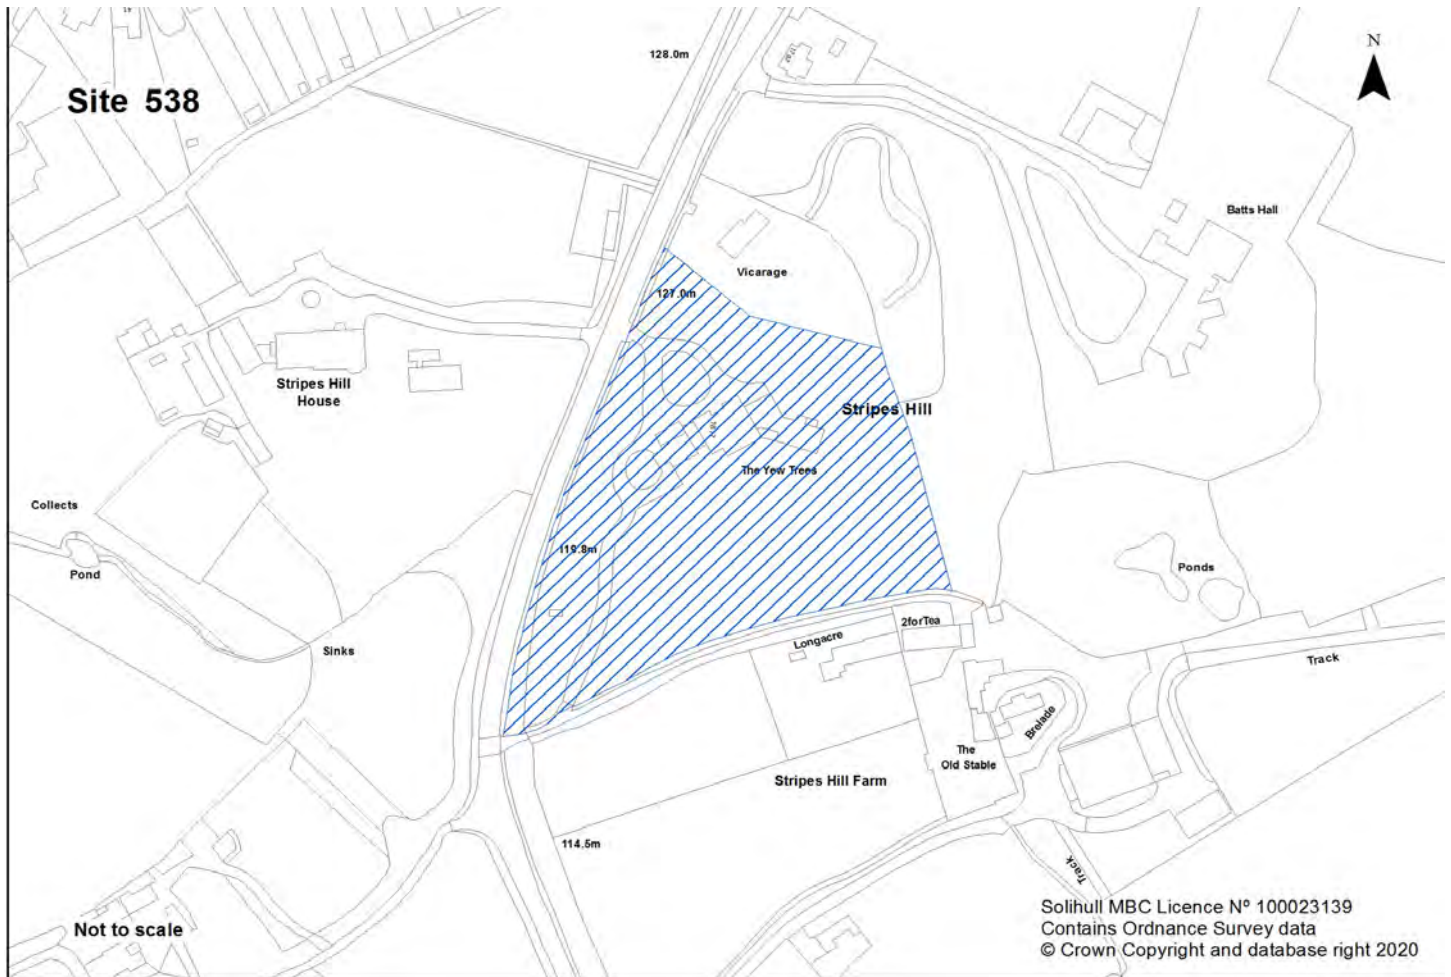 128.0m
N
Site 538
Batts Hall
Vicarage
127.0m
Stripes Hill
House
Stripes Hill
The Yew Trees
Collects
119.8m
Pond
Ponds
2forTea
Longacre
Sinks
Track
Brelade
The
Old Stable
Stripes Hill Farm
114.5m
Track
Solihull MBC Licence Nº 100023139
Contains Ordnance Survey data
© Crown Copyright and database right 2020
Not to scale